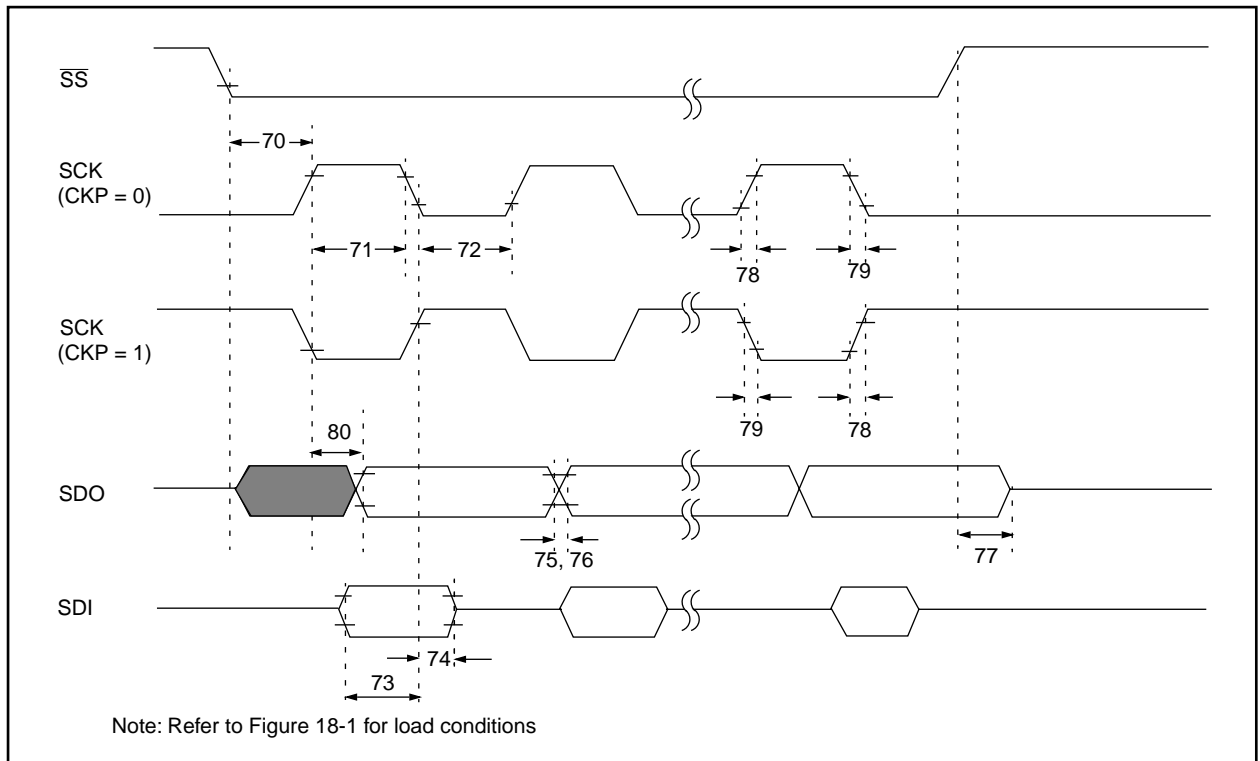 SS
70
SCK
(CKP = 0)
71
72
78
79
SCK
(CKP = 1)
79
78
80
SDO
75, 76
77
SDI
74
73
Note: Refer to Figure 18-1 for load conditions